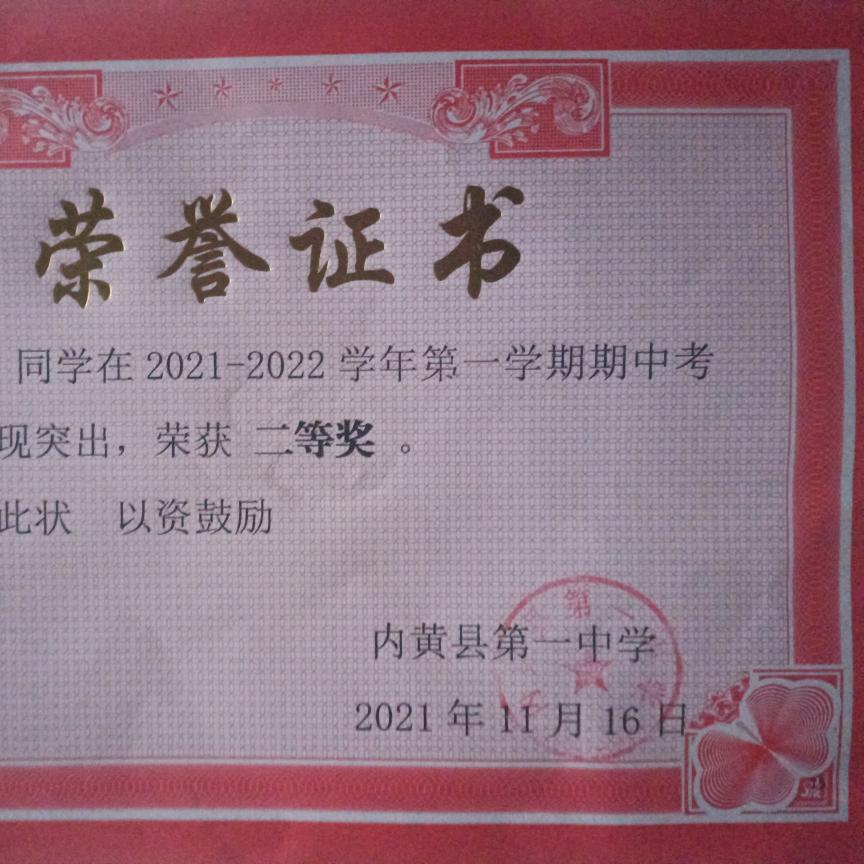 荣誉证书
同学在 2021-2022 学年第一学期期中考
现突出，荣获 二等奖 。
此状 以资鼓励
内黄县第一中学
2021 年 11 月 16 日